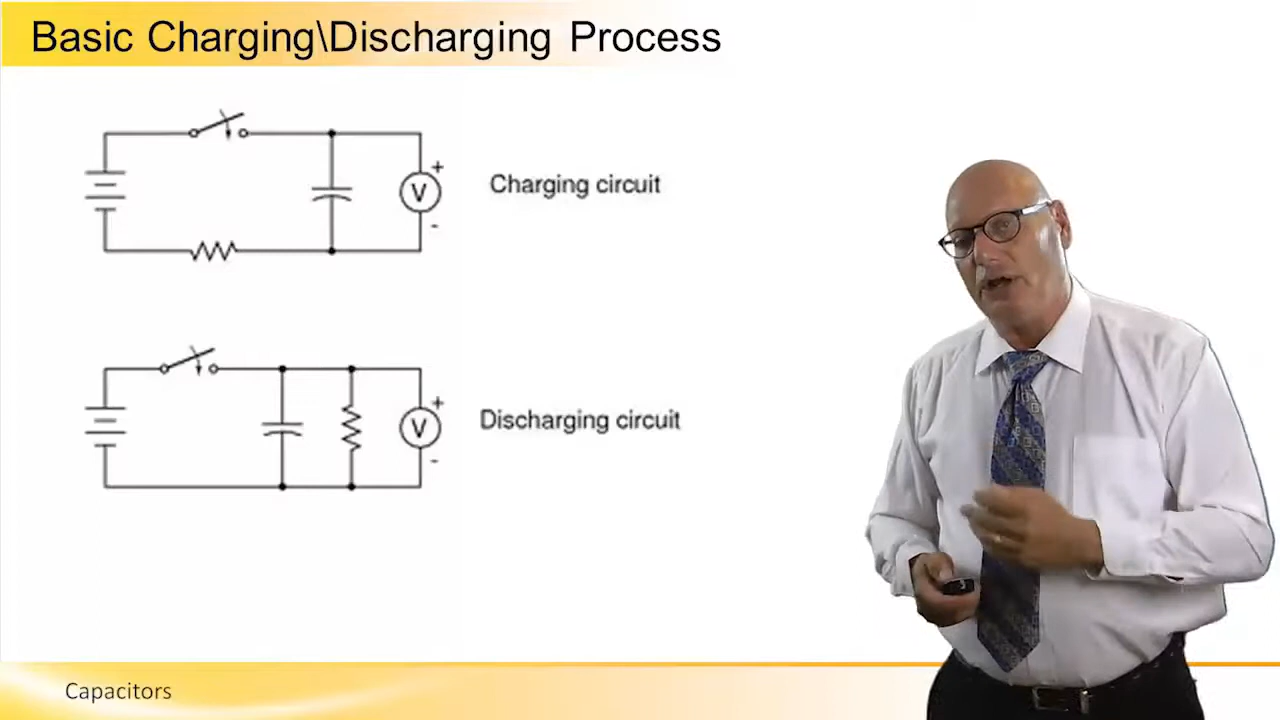 Basic Charging\Discharging Process
+
V
-
Charging circuit
+
V
-
Discharging circuit
Capacitors